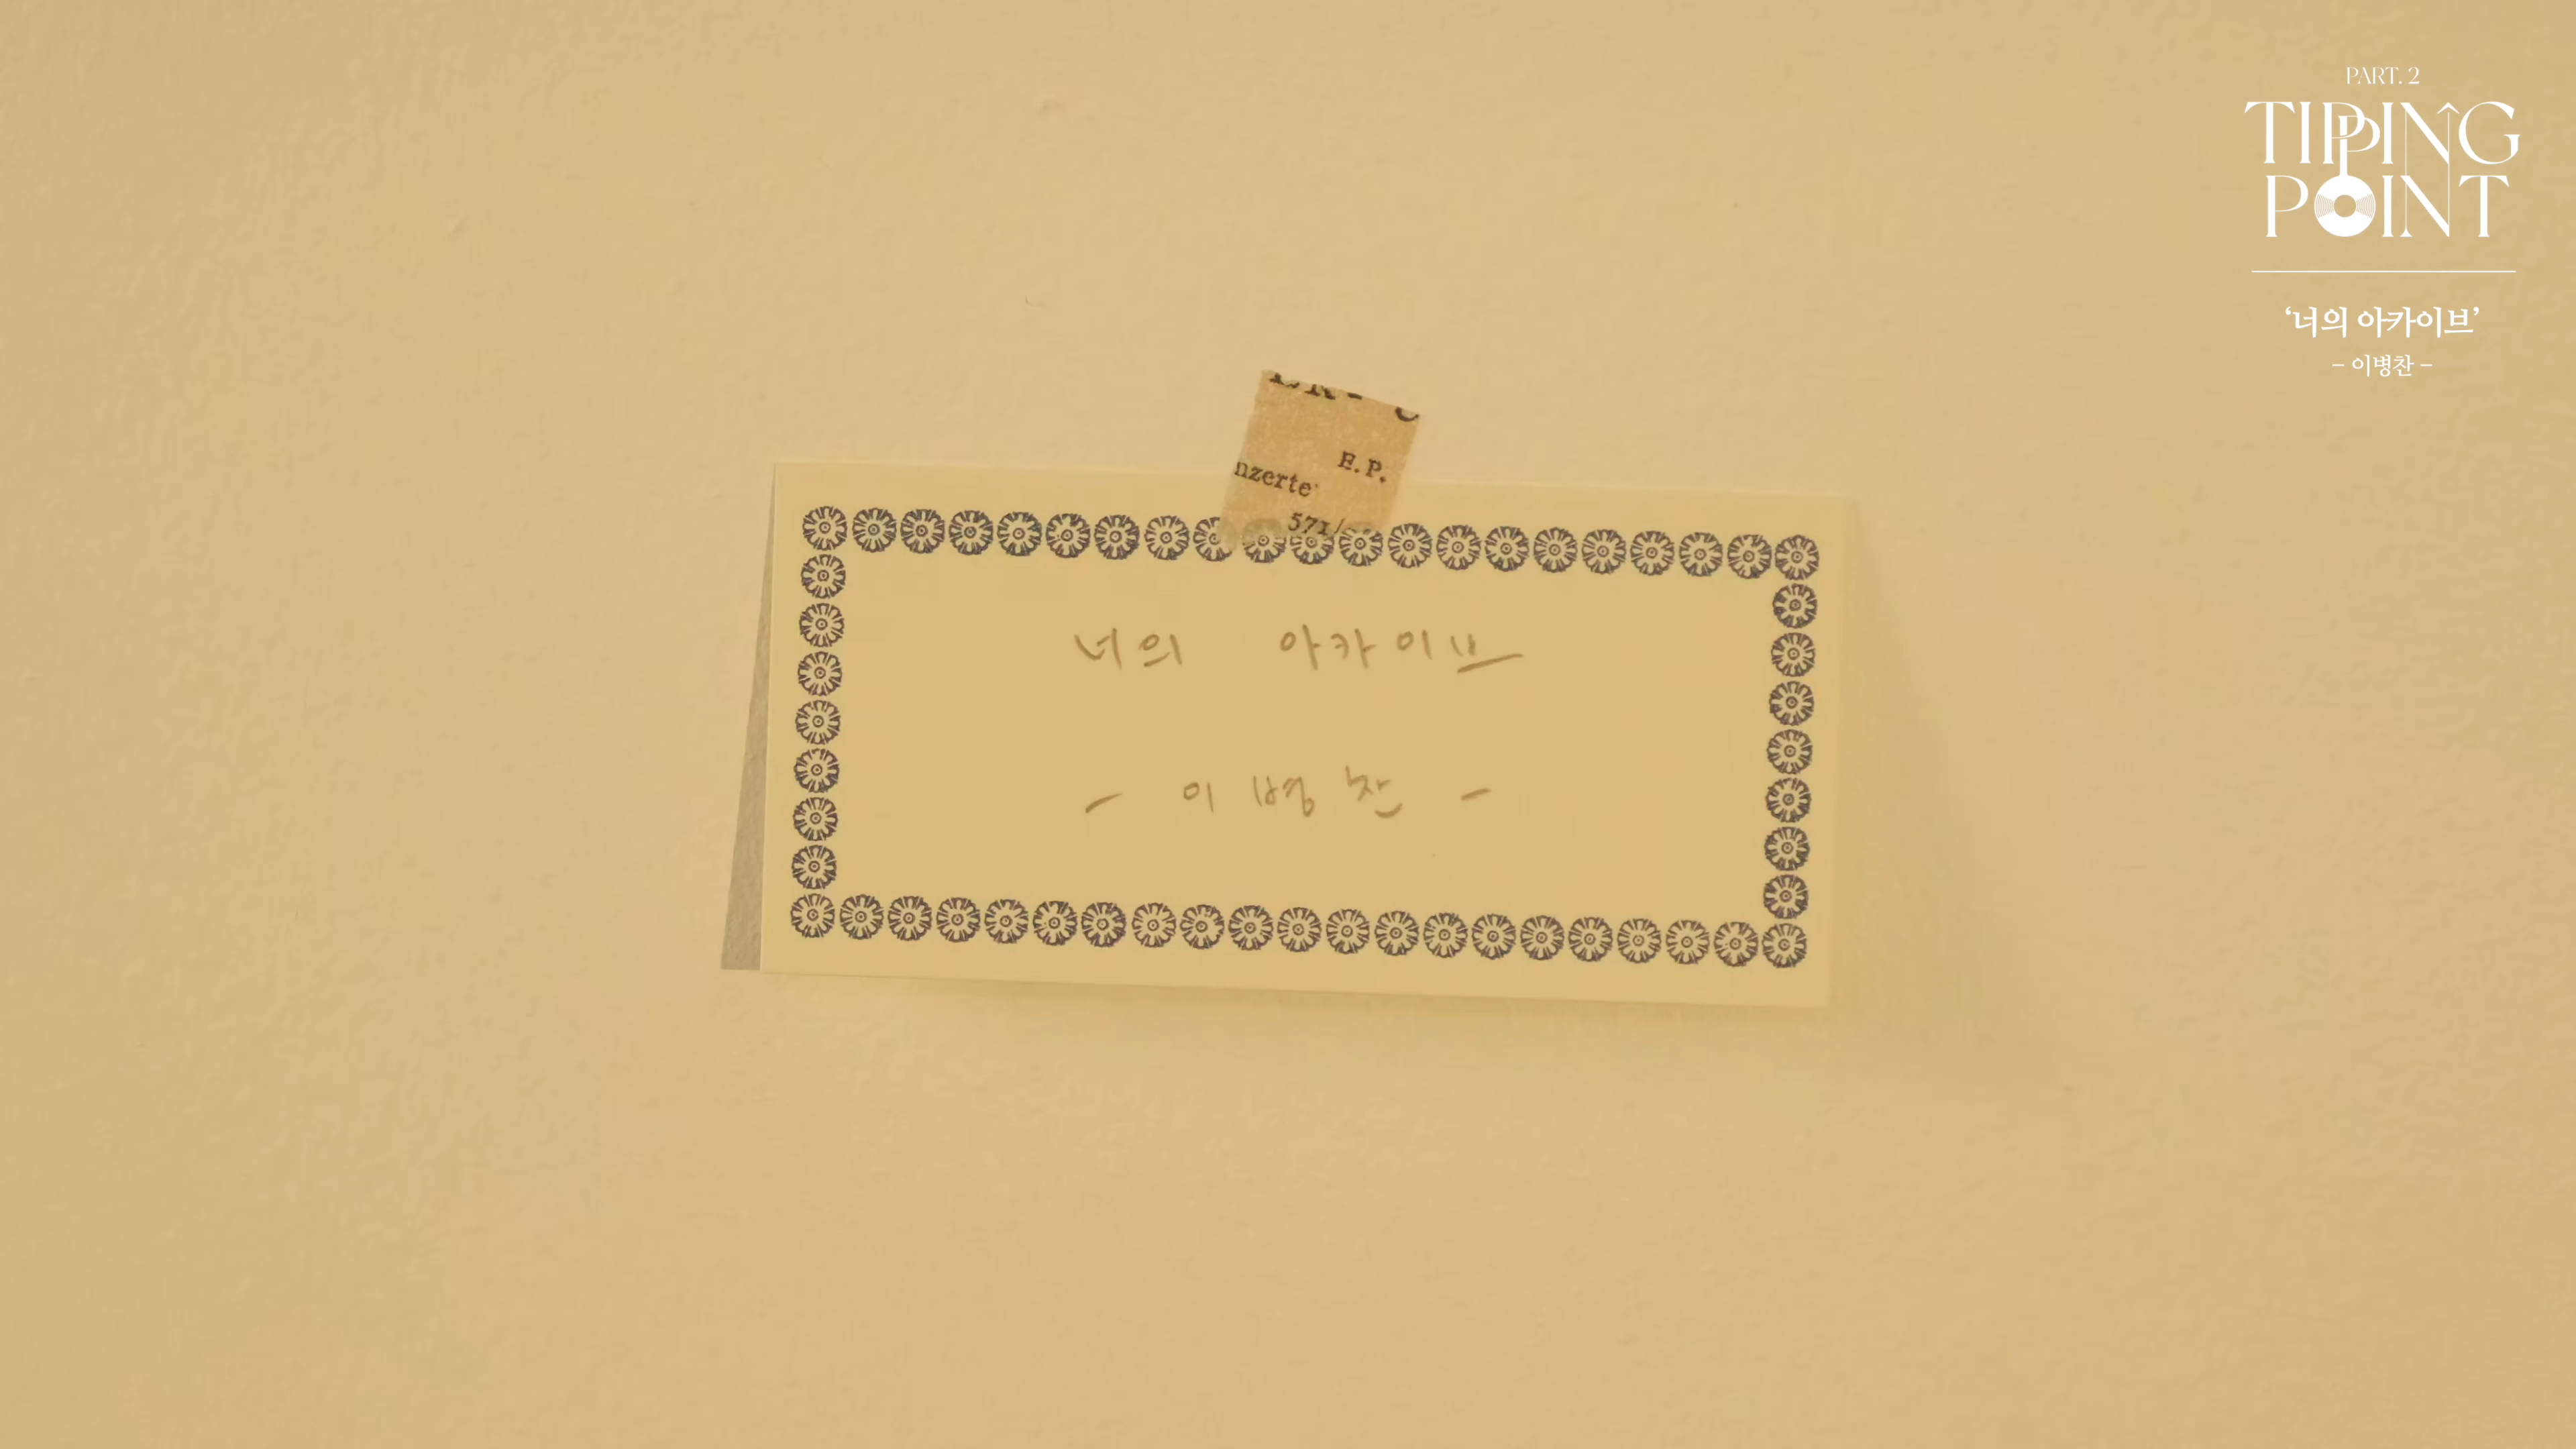 PART. 2
TIPPING
POINT
‘너의 아카이브’
– 이병찬 –
E.P.
nzerte
571/
너의 아카이브
- 이병찬 -